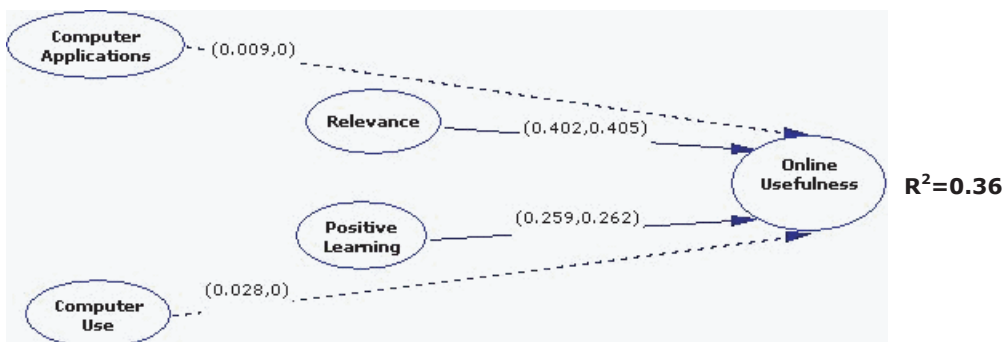 Computer
Applications
(0.009,0)
Relevance
(0.402,0.405)
Online
Usefulness
R²=0.36
Positive
Learning
(0.259,0.262)
(0.028,0)
Computer
Use